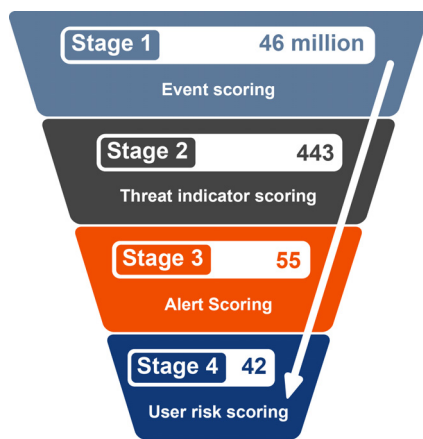 Stage 1 46 million
Event scoring
Stage 2 443
Threat indicator scoring
Stage 3 55
Alert Scoring
Stage 4 42
User risk scoring